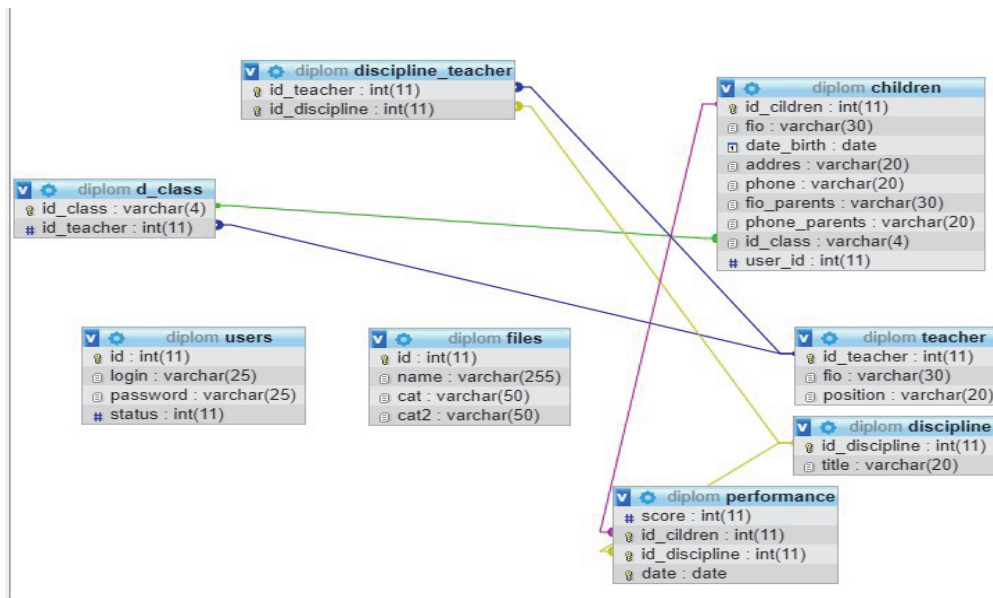 diplom discipline_teacher
id_teacher : int(11)
id_discipline : int(11)
diplom children
id_cildren : int(11)
fio : varchar(30)
date_birth : date
addres : varchar(20)
phone : varchar(20)
fio_parents : varchar(30)
phone_parents : varchar(20)
id_class : varchar(4)
user_id : int(11)
diplom d_class
id_class : varchar(4)
id_teacher : int(11)
diplom users
id : int(11)
login : varchar(25)
password : varchar(25)
status : int(11)
diplom files
id : int(11)
name : varchar(255)
cat : varchar(50)
cat2 : varchar(50)
diplom teacher
id_teacher : int(11)
fio : varchar(30)
position : varchar(20)
diplom discipline
id_discipline : int(11)
title : varchar(20)
diplom performance
score : int(11)
id_cildren : int(11)
id_discipline : int(11)
date : date